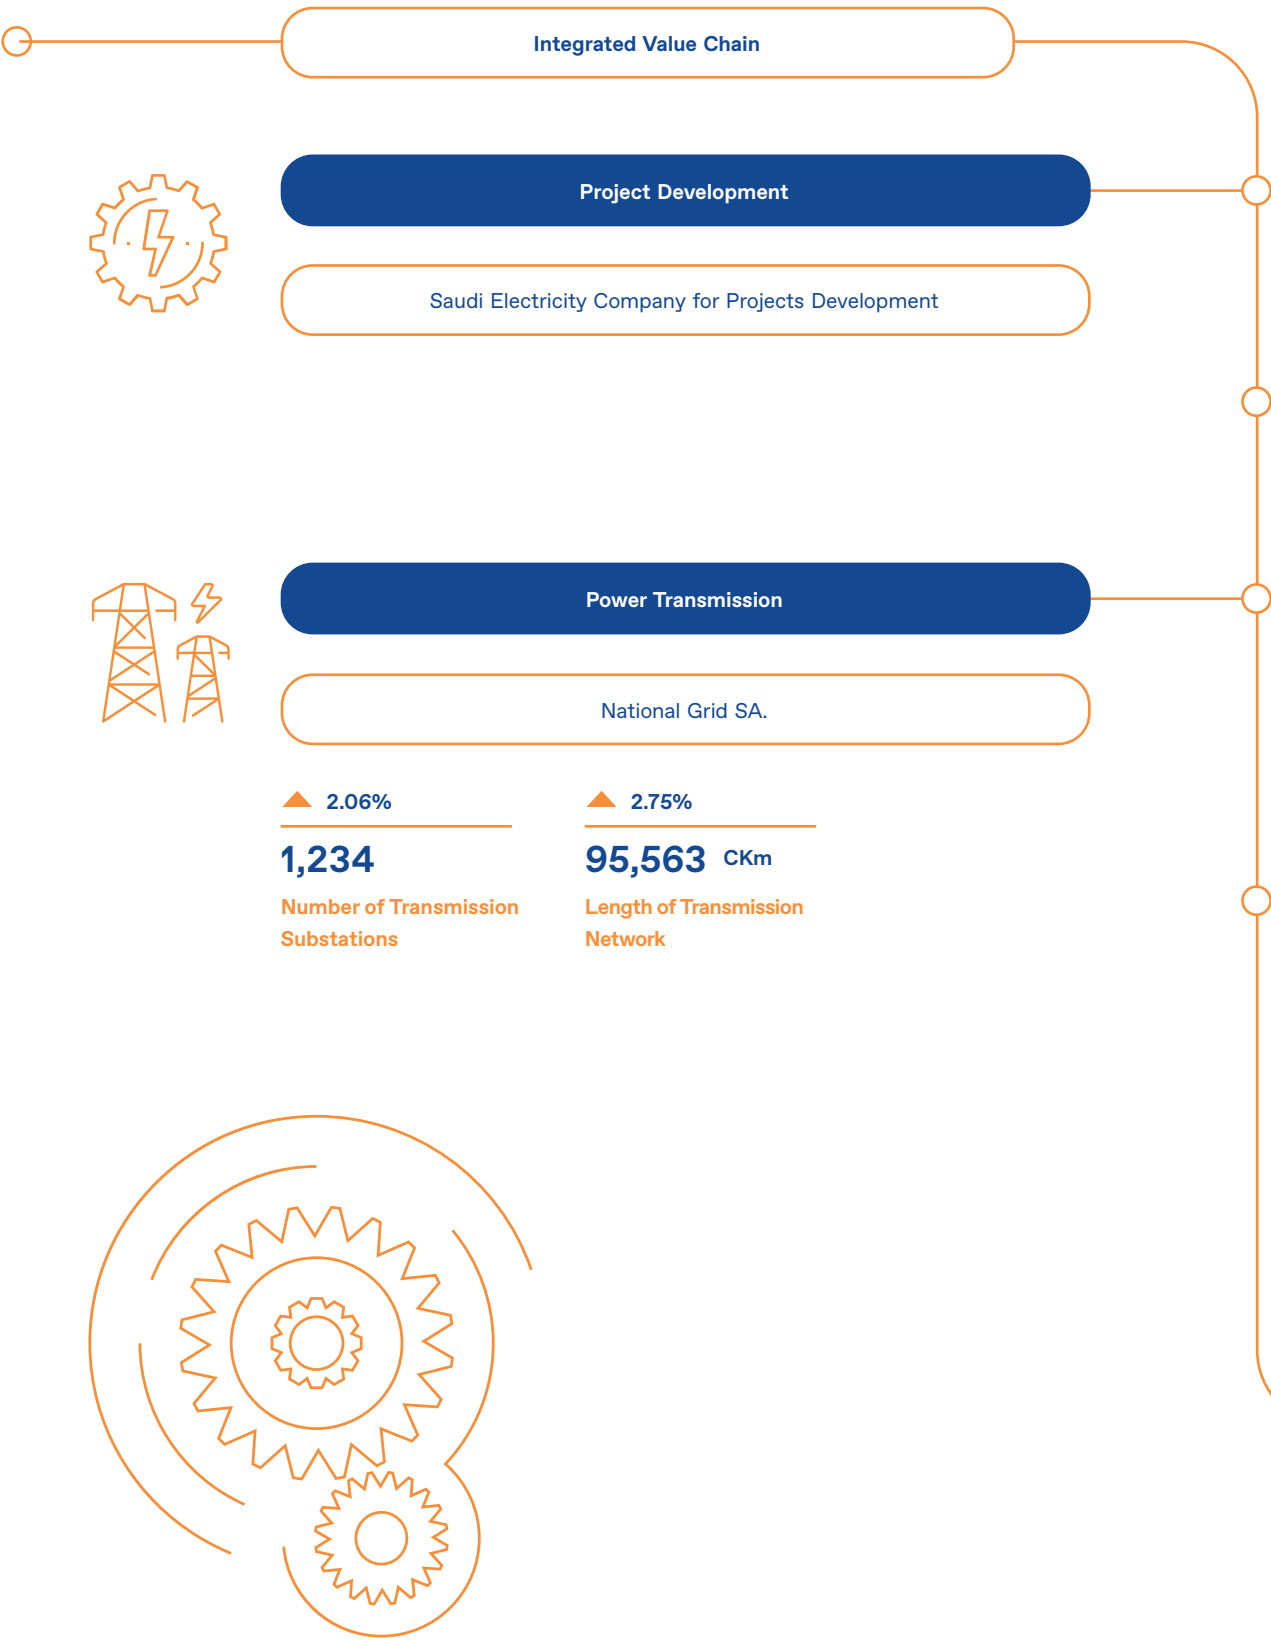 Integrated Value Chain
Project Development
Saudi Electricity Company for Projects Development
Power Transmission
National Grid SA.
2.06%
1,234
Number of Transmission
Substations
2.75%
95,563 CKm
Length of Transmission
Network